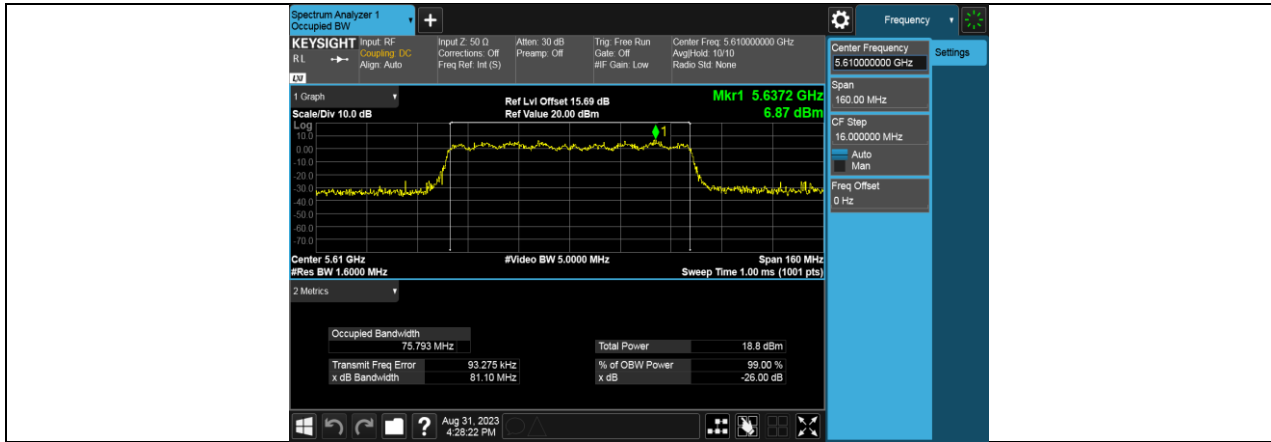 Spectrum Analyzer 1
Occupied BW
+
Frequency
KEYSIGHT
R L
LXI
Input: RF
Coupling: DC
Align: Auto
Input Z: 50 Ω
Corrections: Off
Freq Ref: Int (S)
Atten: 30 dB
Preamp: Off
Trig: Free Run
Gate: Off
#IF Gain: Low
Center Freq: 5.610000000 GHz
Avg|Hold: 10/10
Radio Std: None
Center Frequency
5.610000000 GHz
Settings
Span
160.00 MHz
CF Step
16.000000 MHz
Auto
Man
Freq Offset
0 Hz
1 Graph
Scale/Div 10.0 dB
Ref Lvl Offset 15.69 dB
Ref Value 20.00 dBm
Mkr1 5.6372 GHz
6.87 dBm
Log
10.0
0.00
-10.0
-20.0
-30.0
-40.0
-50.0
-60.0
-70.0
1
Center 5.61 GHz
#Res BW 1.6000 MHz
#Video BW 5.0000 MHz
Span 160 MHz
Sweep Time 1.00 ms (1001 pts)
2 Metrics
Occupied Bandwidth
75.793 MHz
Transmit Freq Error 93.275 kHz
x dB Bandwidth 81.10 MHz
Total Power 18.8 dBm
% of OBW Power 99.00 %
x dB -26.00 dB
?
Aug 31, 2023
4:28:22 PM